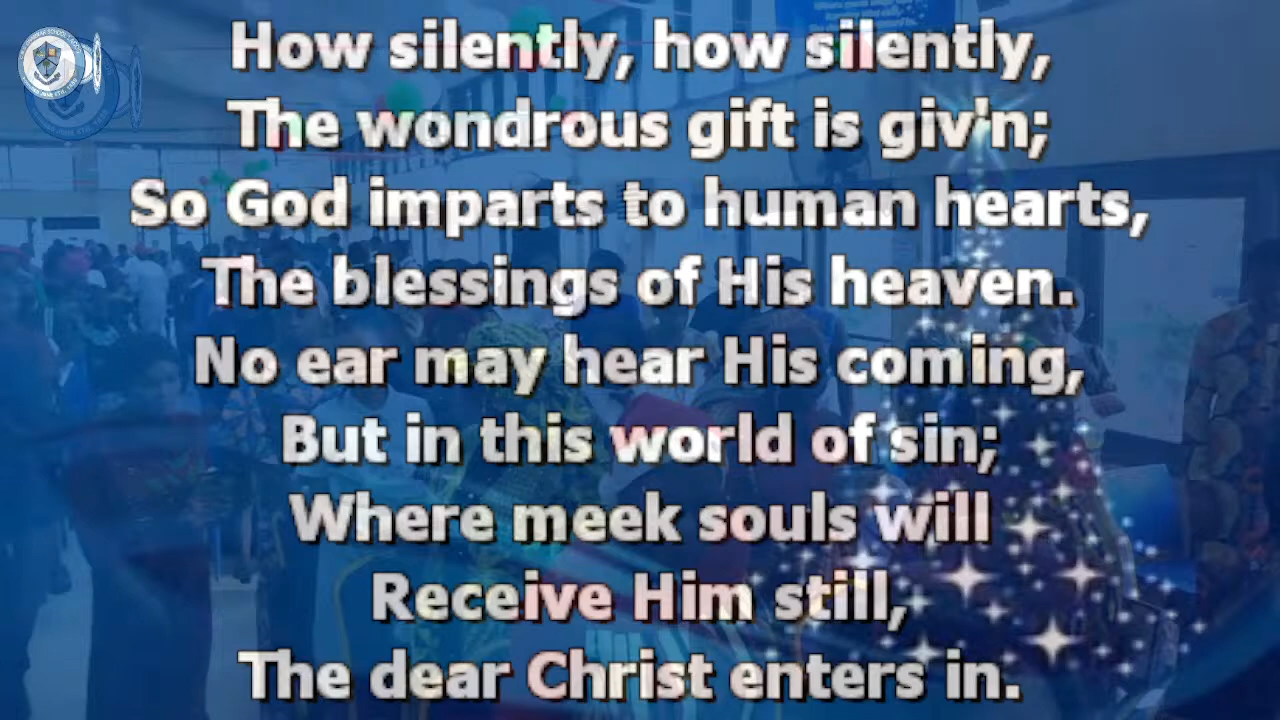 How silently, how silently,
The wondrous gift is giv'n;
So God imparts to human hearts,
The blessings of His heaven.
No ear may hear His coming,
But in this world of sin;
Where meek souls will
Receive Him still,
The dear Christ enters in.